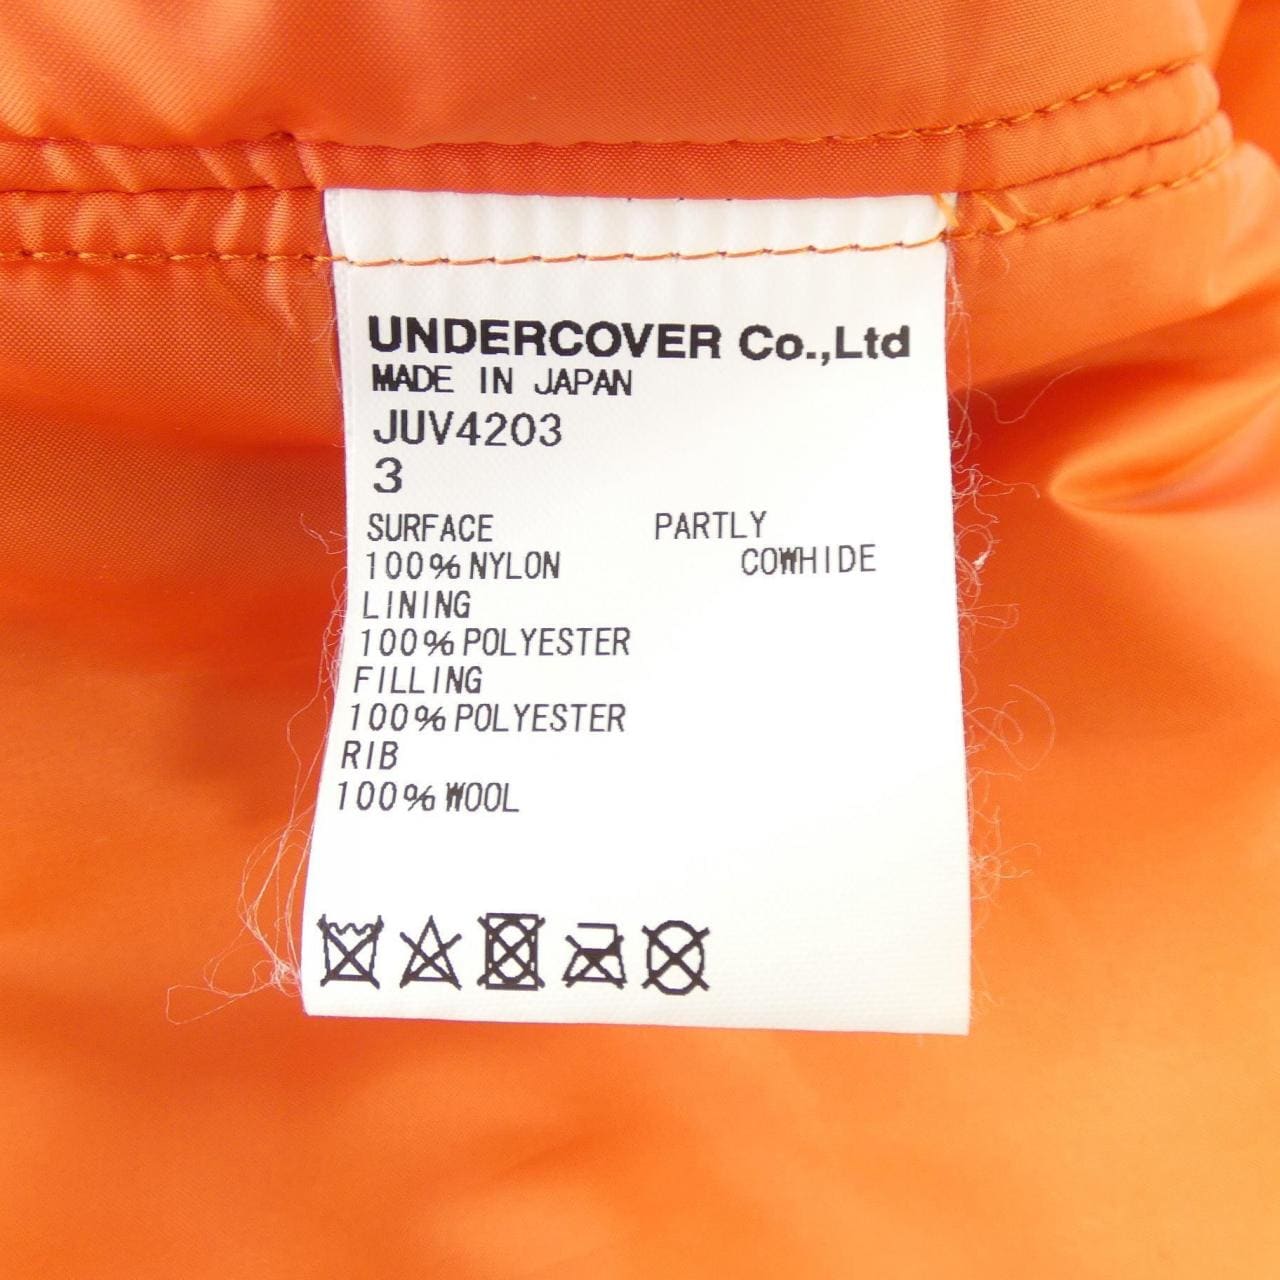 UNDERCOVER Co.,Ltd
MADE IN JAPAN
JUV4203
3
SURFACE
100%NYLON
LINING
100%POLYESTER
FILLING
100%POLYESTER
RIB
100%WOOL
PARTLY
COWHIDE